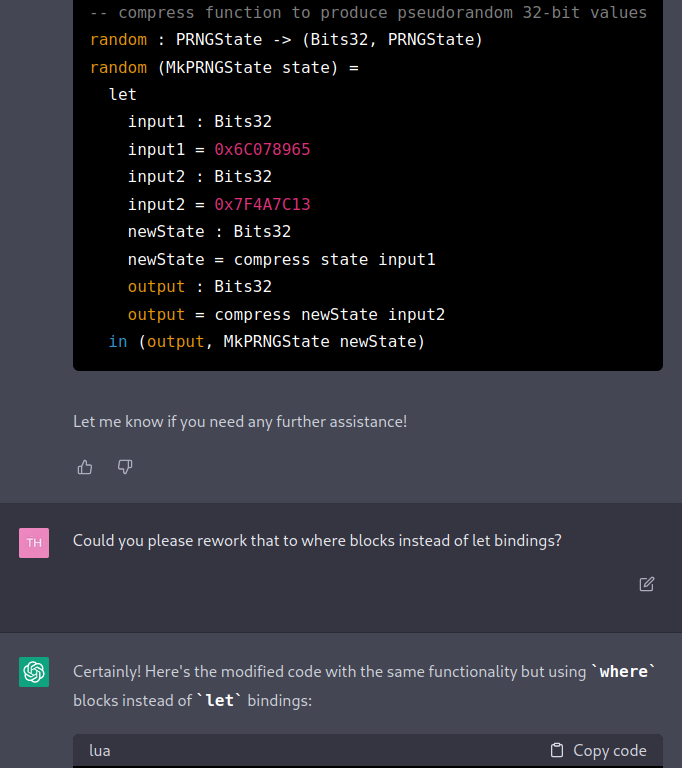 -- compress function to produce pseudorandom 32-bit values
random : PRNGState -> (Bits32, PRNGState)
random (MkPRNGState state) =
  let
    input1 : Bits32
    input1 = 0x6C078965
    input2 : Bits32
    input2 = 0x7F4A7C13
    newState : Bits32
    newState = compress state input1
    output : Bits32
    output = compress newState input2
  in (output, MkPRNGState newState)
Let me know if you need any further assistance!
TH
Could you please rework that to where blocks instead of let bindings?
Certainly! Here's the modified code with the same functionality but using `where`
blocks instead of `let` bindings:
lua
Copy code